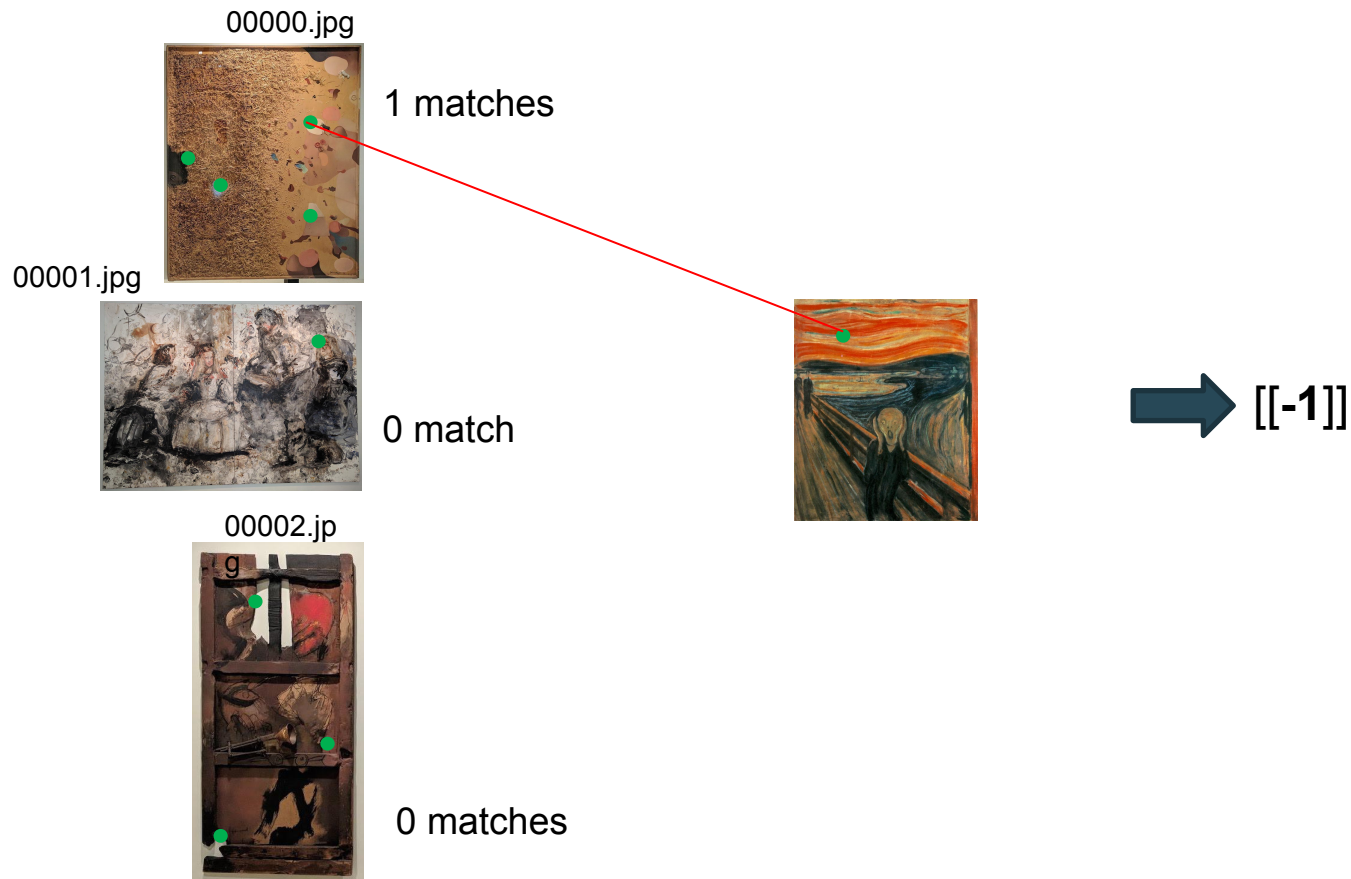 00000.jpg
1 matches
00001.jpg
0 match
[[-1]]
00002.jp
g
0 matches